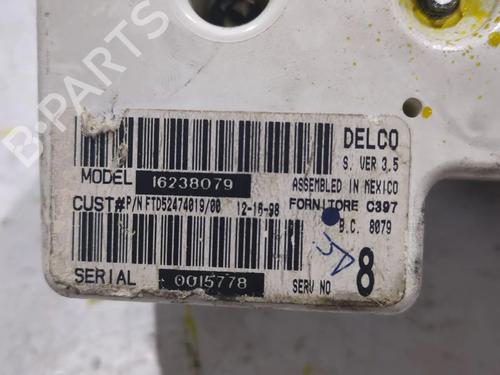 B-PARTS
DELCO
S. VER 3.5
MODEL 16238079
ASSEMBLED IN MEXICO
CUST# P/N FTD52474019/00 12-10-98 FORNITORE C397
B.C. 8079
SERIAL 0015778
SERV NO 8